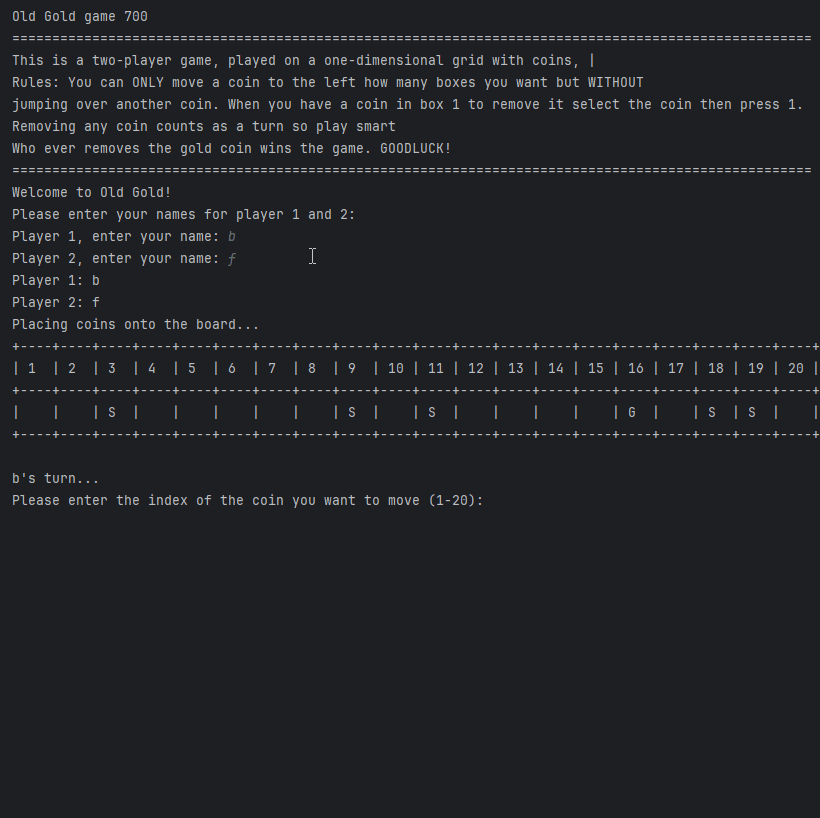 Old Gold game 700
====================================================================================================
This is a two-player game, played on a one-dimensional grid with coins, |
Rules: You can ONLY move a coin to the left how many boxes you want but WITHOUT
jumping over another coin. When you have a coin in box 1 to remove it select the coin then press 1.
Removing any coin counts as a turn so play smart
Who ever removes the gold coin wins the game. GOODLUCK!
====================================================================================================
Welcome to Old Gold!
Please enter your names for player 1 and 2:
Player 1, enter your name: b
Player 2, enter your name: f
Player 1: b
Player 2: f
Placing coins onto the board...
+----+----+----+----+----+----+----+----+----+----+----+----+----+----+----+----+----+----+----+----+
| 1  | 2  | 3  | 4  | 5  | 6  | 7  | 8  | 9  | 10 | 11 | 12 | 13 | 14 | 15 | 16 | 17 | 18 | 19 | 20 |
+----+----+----+----+----+----+----+----+----+----+----+----+----+----+----+----+----+----+----+----+
|    |    | S  |    |    |    |    |    | S  |    | S  |    |    |    |    | G  |    | S  | S  |    |
+----+----+----+----+----+----+----+----+----+----+----+----+----+----+----+----+----+----+----+----+
b's turn...
Please enter the index of the coin you want to move (1-20):